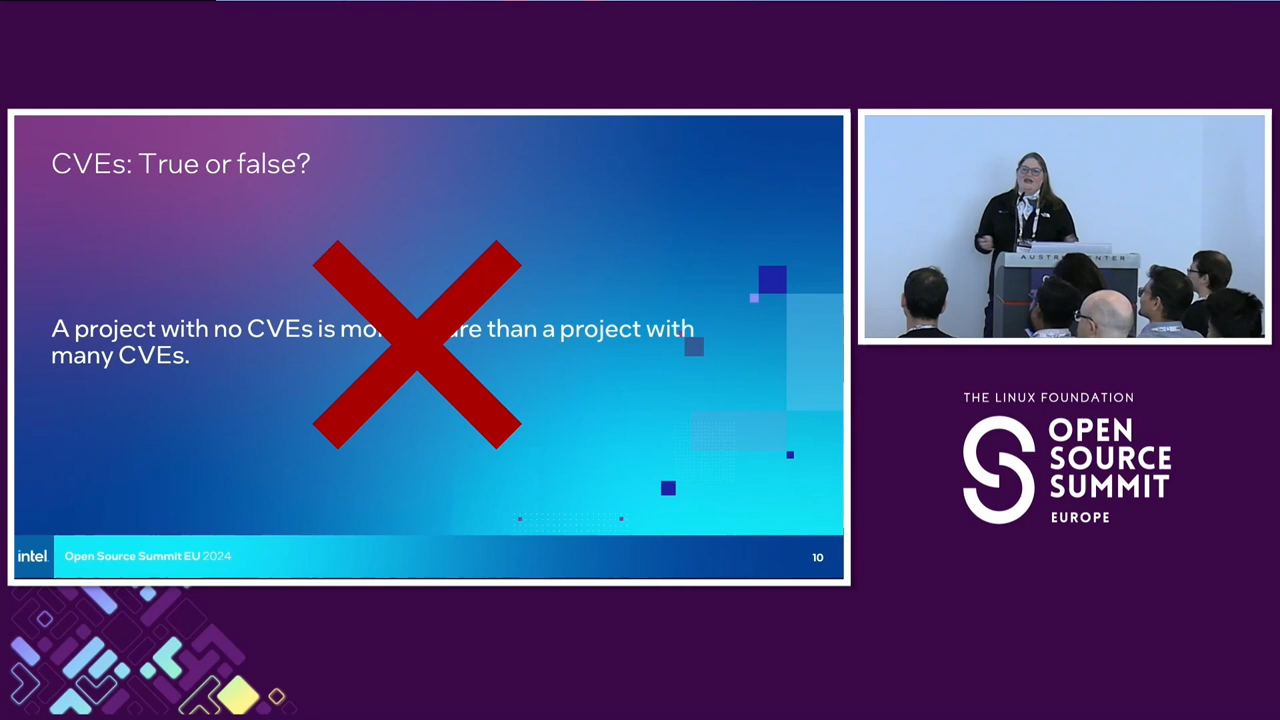 CVEs: True or false?
A project with no CVEs is mo re than a project with
many CVEs.
intel
Open Source Summit EU 2024
10
THE LINUX FOUNDATION
OPEN
SOURCE
SUMMIT
EUROPE